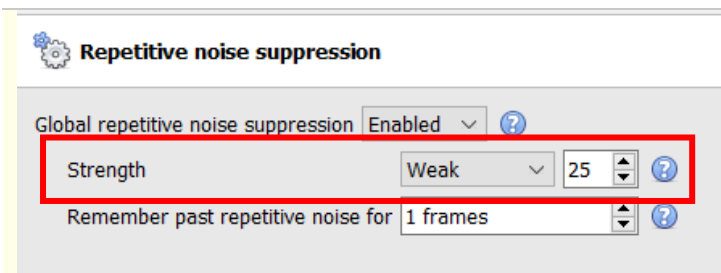 Repetitive noise suppression
Global repetitive noise suppression Enabled ?
Strength Weak 25 ?
Remember past repetitive noise for 1 frames ?